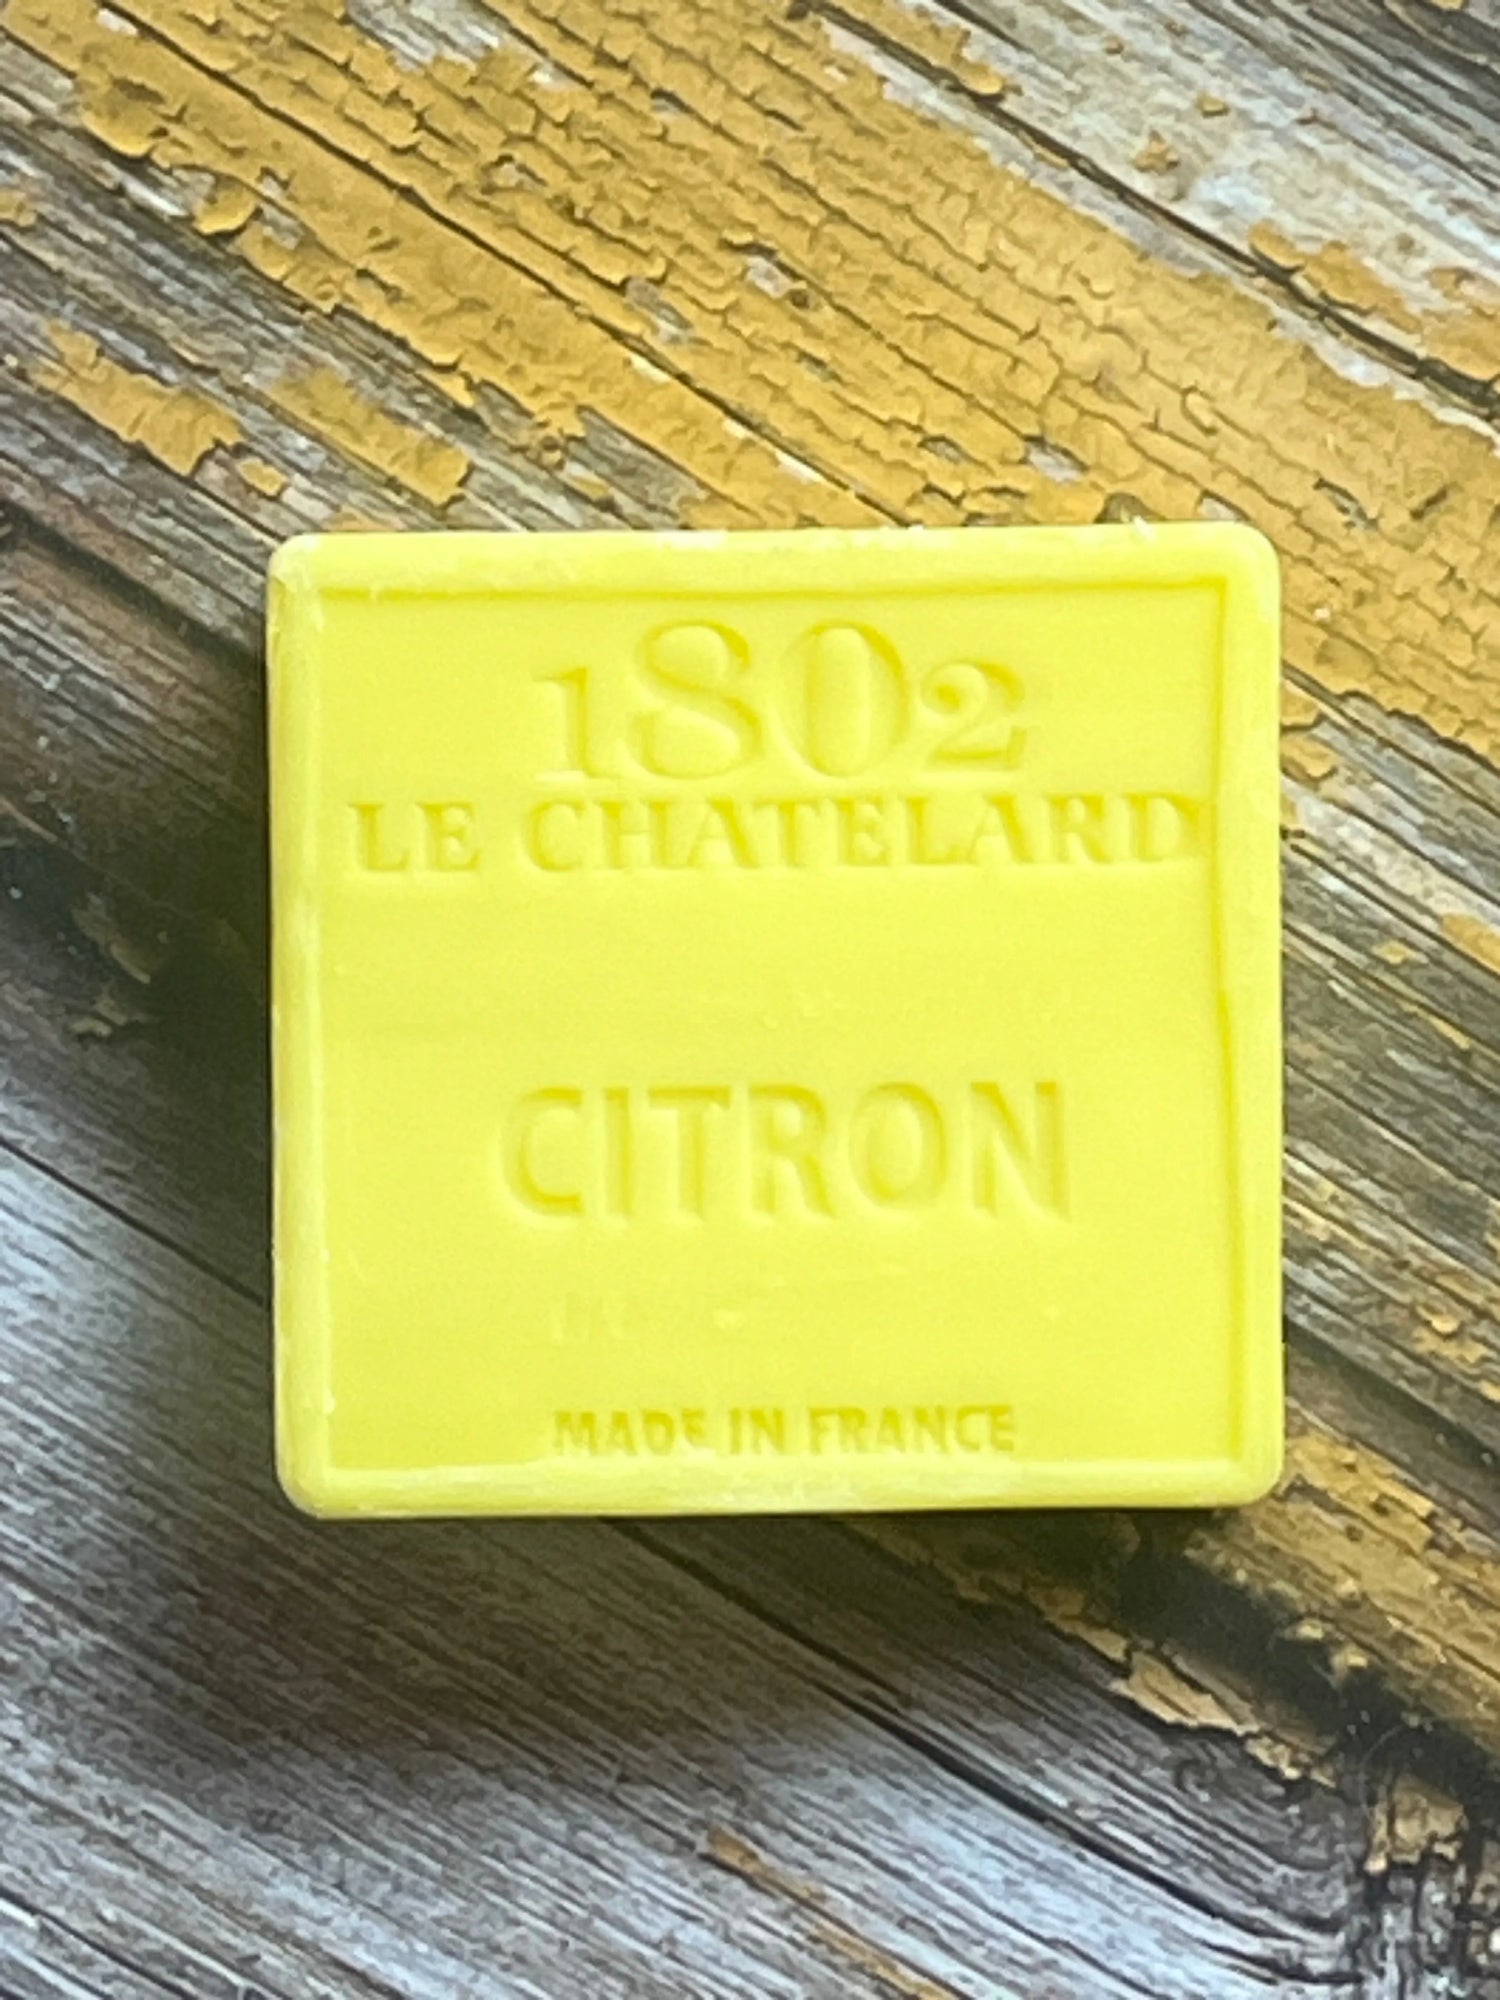 1802
LE CHATELARD
CITRON
MADE IN FRANCE